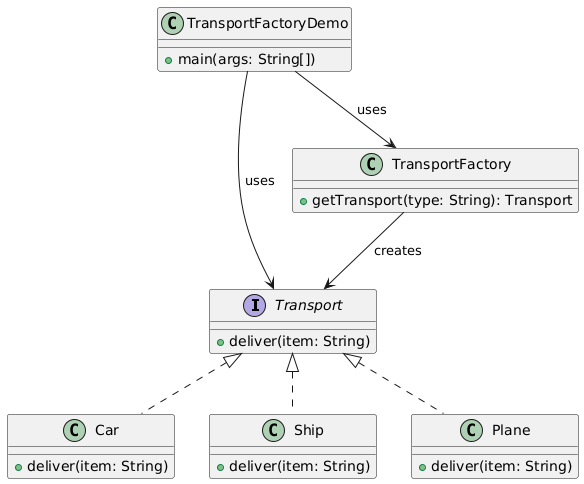 C TransportFactoryDemo
main(args: String[])
uses
C TransportFactory
uses
getTransport(type: String): Transport
creates
I Transport
deliver(item: String)
C Car
C Ship
C Plane
deliver(item: String)
deliver(item: String)
deliver(item: String)